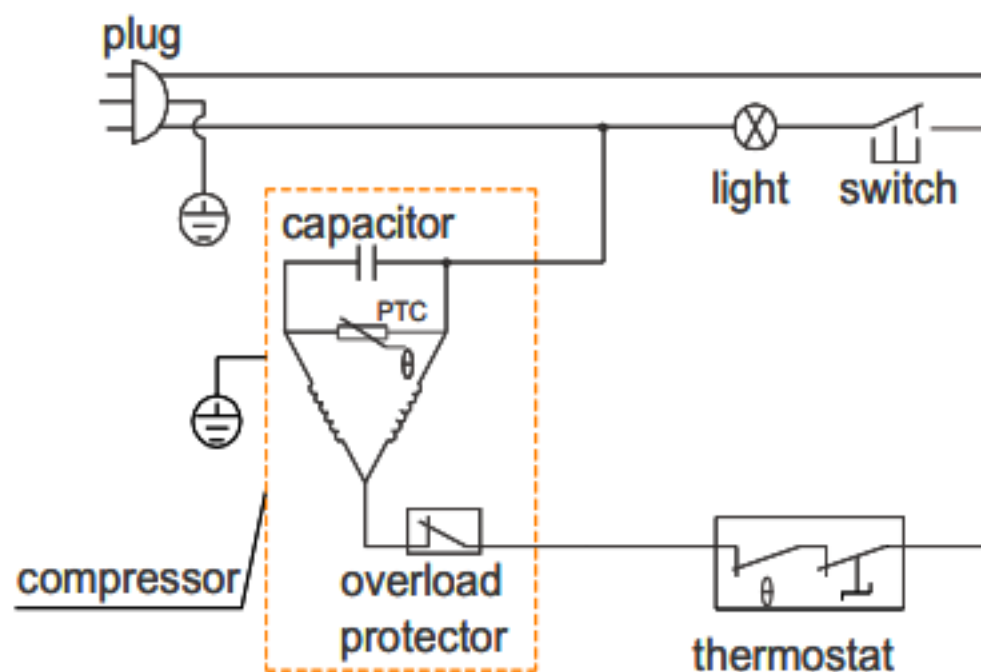 plug
light
switch
capacitor
PTC
θ
compressor
overload
protector
θ
thermostat